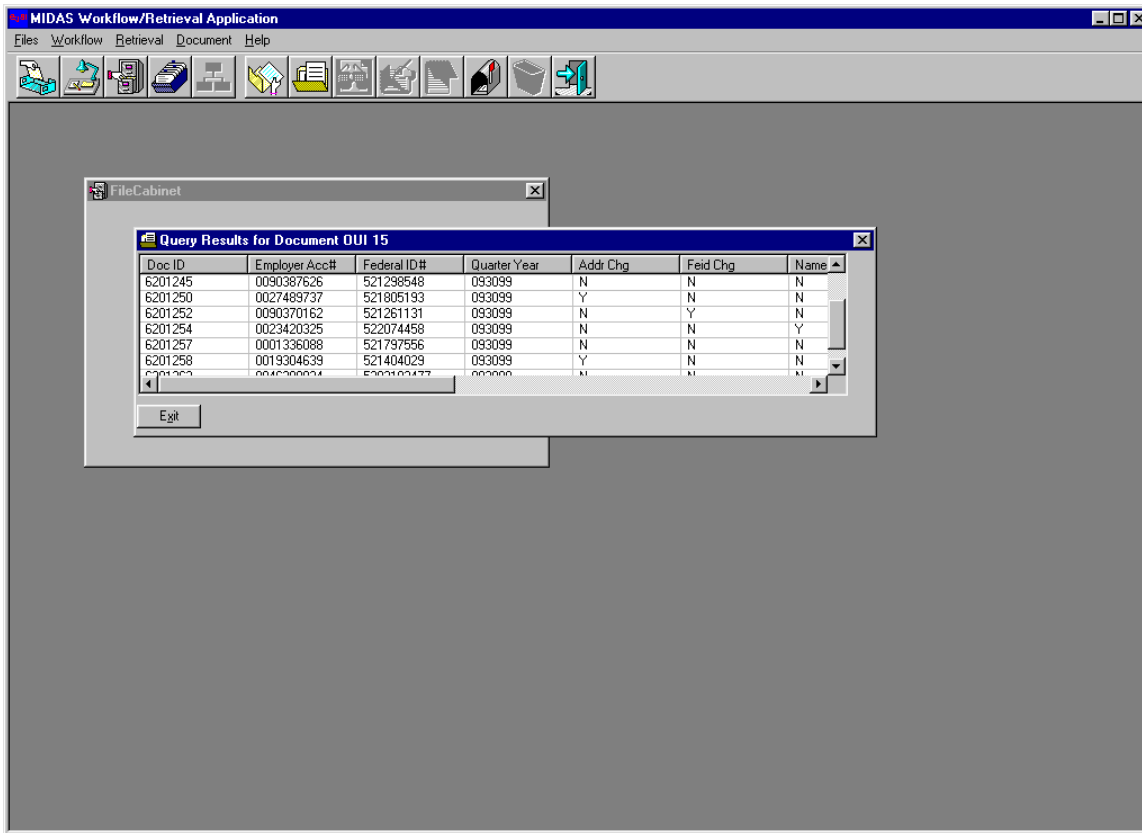 MIDAS Workflow/Retrieval Application
Files Workflow Retrieval Document Help
FileCabinet
Query Results for Document OUI 15
Doc ID Employer Acc# Federal ID# Quarter Year Addr Chg Feid Chg Name
6201245 0090387626 521298548 093099 N N N
6201250 0027489737 521805193 093099 Y N N
6201252 0090370162 521261131 093099 N Y N
6201254 0023420325 522074458 093099 N N Y
6201257 0001336088 521797556 093099 N N N
6201258 0019304639 521404029 093099 Y N N
Exit